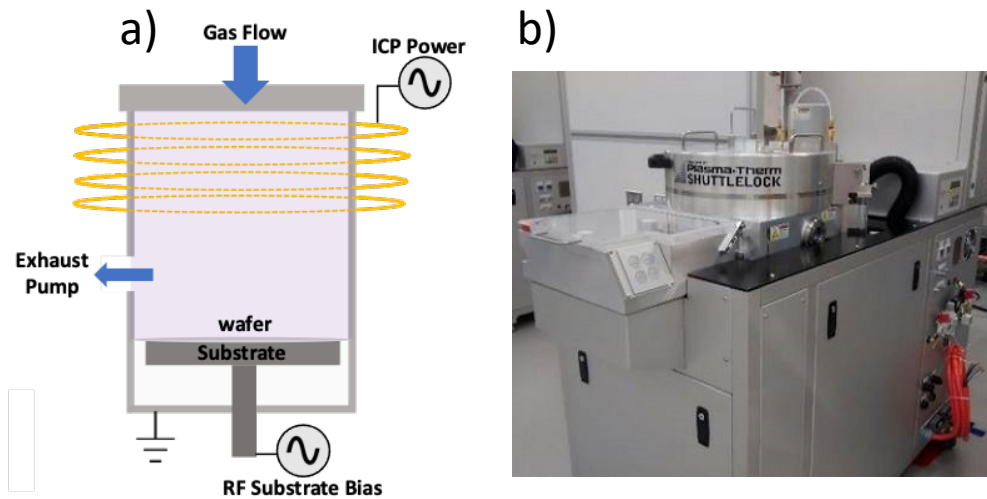 a)
Gas Flow
ICP Power
Exhaust
Pump
wafer
Substrate
RF Substrate Bias
b)
Plasma-Therm
SHUTTLELOCK